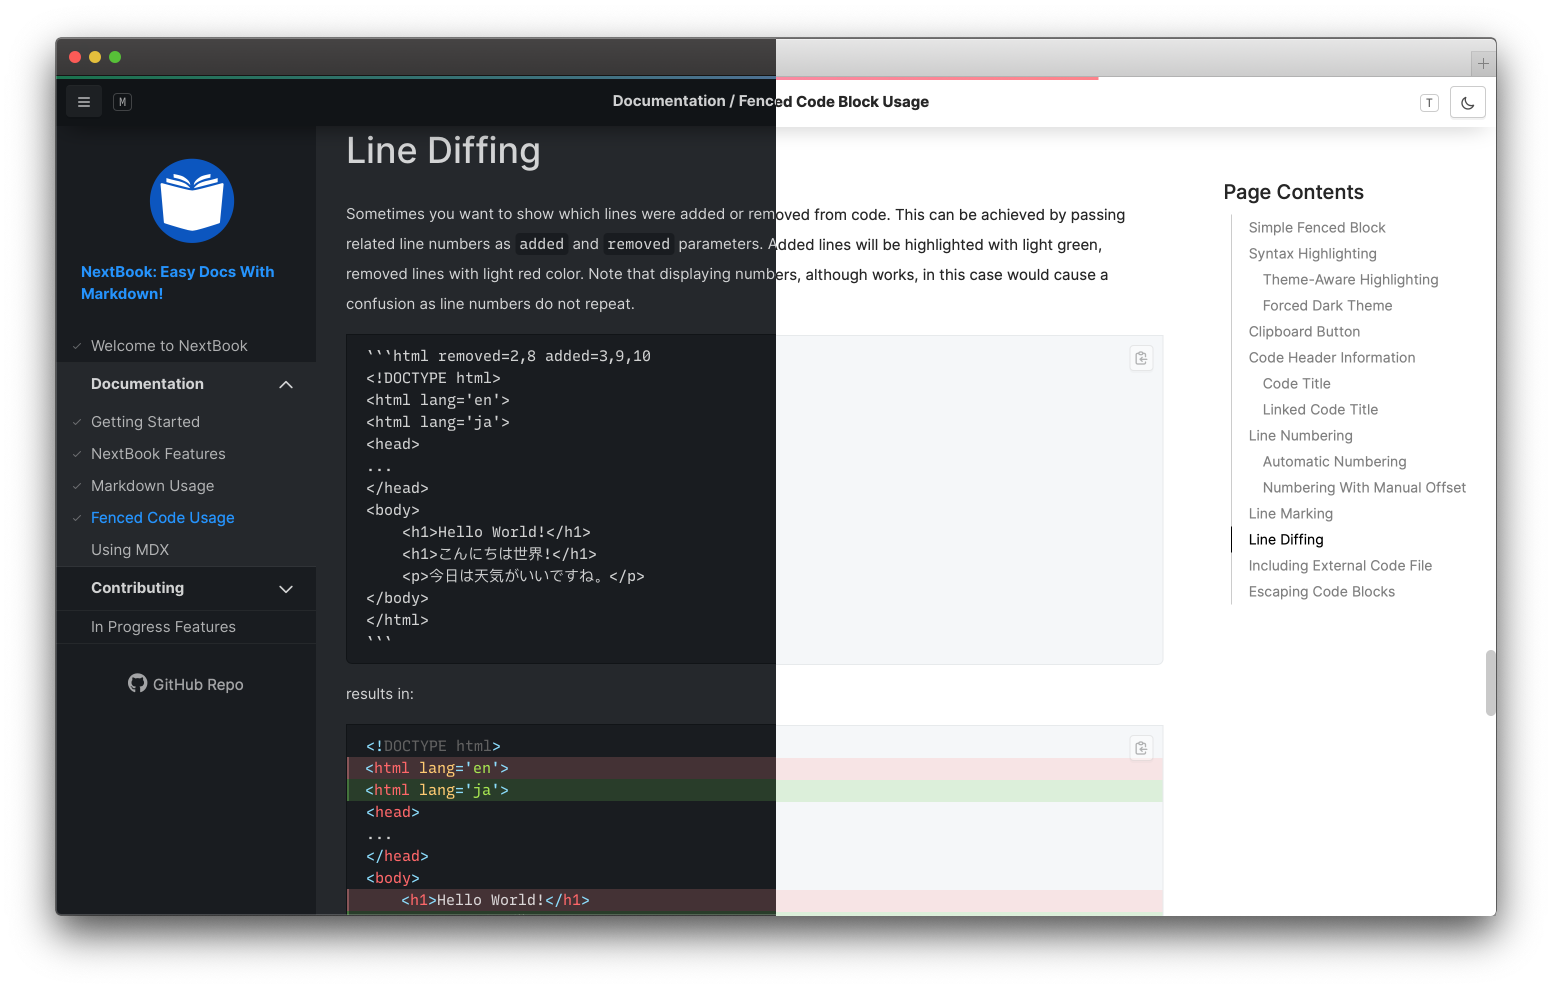 M
Documentation / Fenced Code Block Usage
T
NextBook: Easy Docs With
Markdown!
Welcome to NextBook
Documentation
Getting Started
NextBook Features
Markdown Usage
Fenced Code Usage
Using MDX
Contributing
In Progress Features
GitHub Repo
Line Diffing
Sometimes you want to show which lines were added or removed from code. This can be achieved by passing
related line numbers as added and removed parameters. Added lines will be highlighted with light green,
removed lines with light red color. Note that displaying numbers, although works, in this case would cause a
confusion as line numbers do not repeat.
```html removed=2,8 added=3,9,10
<!DOCTYPE html>
<html lang='en'>
<html lang='ja'>
<head>
...
</head>
<body>
    <h1>Hello World!</h1>
    <h1>こんにちは世界!</h1>
    <p>今日は天気がいいですね。</p>
</body>
</html>
```
results in:
<!DOCTYPE html>
<html lang='en'>
<html lang='ja'>
<head>
...
</head>
<body>
    <h1>Hello World!</h1>
Page Contents
Simple Fenced Block
Syntax Highlighting
Theme-Aware Highlighting
Forced Dark Theme
Clipboard Button
Code Header Information
Code Title
Linked Code Title
Line Numbering
Automatic Numbering
Numbering With Manual Offset
Line Marking
Line Diffing
Including External Code File
Escaping Code Blocks